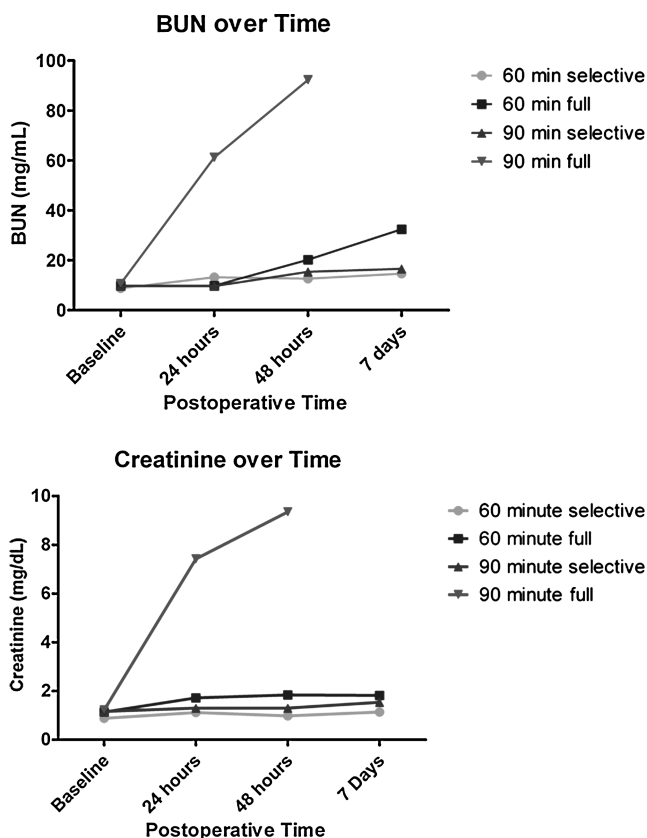 BUN over Time
100
80
60
40
20
0
BUN (mg/mL)
Baseline
24 hours
48 hours
7 days
Postoperative Time
60 min selective
60 min full
90 min selective
90 min full
Creatinine over Time
10
8
6
4
2
0
Creatinine (mg/dL)
Baseline
24 hours
48 hours
7 Days
Postoperative Time
60 minute selective
60 minute full
90 minute selective
90 minute full